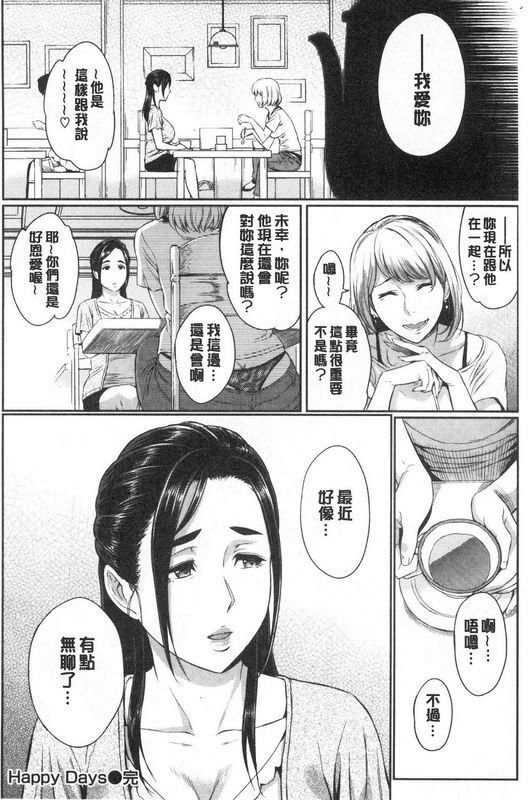 ──我愛妳
～他是
這樣跟我說
～～～～♡
──所以
妳現在跟他
在一起…？
嗯～
畢竟
這點很重要
不是嗎？
未幸，妳呢？
他現在還會
對妳這麼說嗎？
我這邊…
還是會啊
耶～你們還是
好恩愛喔～
啊～
唔嗯…
不過…
最近
好像…
有點
無聊了…
Happy Days●完